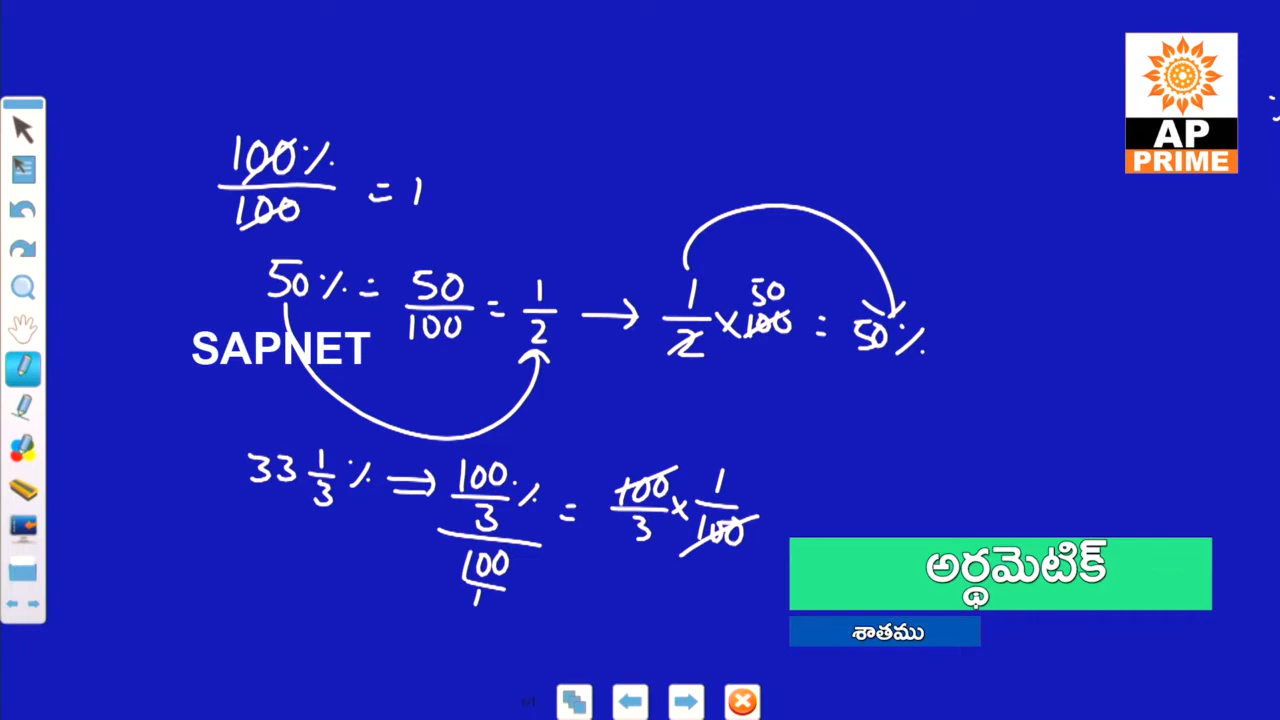 AP
PRIME
100% / 100 = 1
50% = 50/100 = 1/2 → 1/2 × 100 50 = 50%
SAPNET
33 1/3 % ⇒ 100/3 % / 100/1 = 100/3 × 1/100
అర్థమెటిక్
శాతము